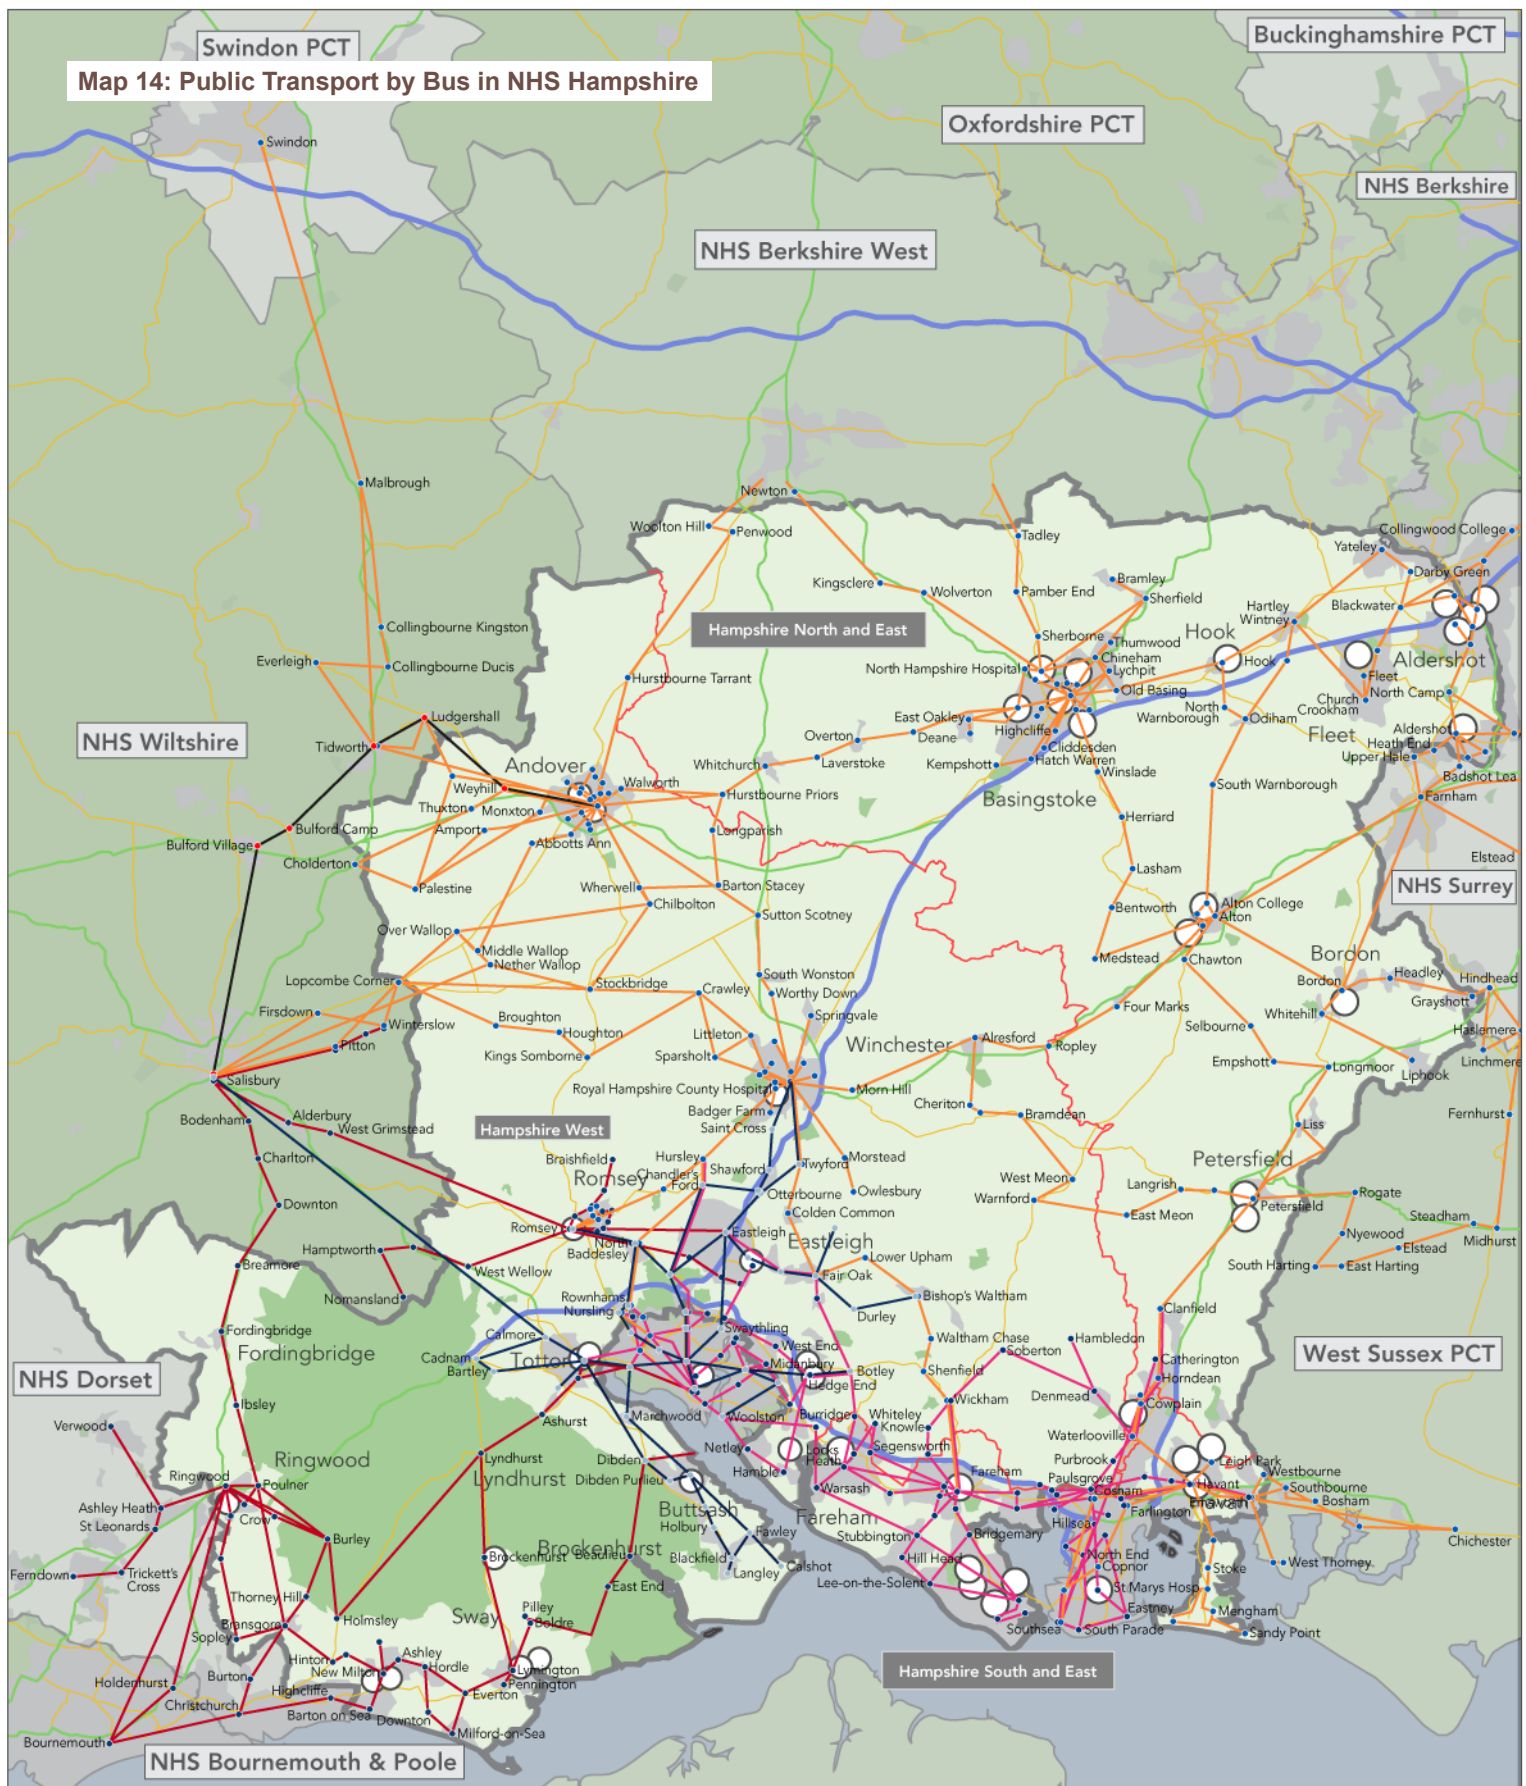 Swindon PCT
Buckinghamshire PCT
Map 14: Public Transport by Bus in NHS Hampshire
Oxfordshire PCT
Swindon
NHS Berkshire
NHS Berkshire West
Malbrough
Newton
Woolton Hill
Penwood
Tadley
Collingwood College
Yateley
Darby Green
Kingsclere
Wolverton
Pamber End
Bramley
Sherfield
Hartley
Wintney
Blackwater
Collingbourne Kingston
Hampshire North and East
Sherborne
Thumwood
Hook
Everleigh
Collingbourne Ducis
North Hampshire Hospital
Chineham
Lychpit
Hook
Aldershot
Hurstbourne Tarrant
Old Basing
Fleet
North Camp
Church
Crookham
Ludgershall
East Oakley
North
Warnborough
Odiham
NHS Wiltshire
Tidworth
Overton
Deane
Highcliffe
Fleet
Aldershot
Heath End
Upper Hale
Andover
Whitchurch
Laverstoke
Kempshott
Cliddesden
Hatch Warren
Winslade
Badshot Lea
Weyhill
Walworth
Hurstbourne Priors
Basingstoke
South Warnborough
Farnham
Thuxton
Monxton
Herriard
Bulford Camp
Amport
Longparish
Bulford Village
Abbotts Ann
Cholderton
Elstead
Lasham
Palestine
Wherwell
Barton Stacey
NHS Surrey
Chilbolton
Bentworth
Alton College
Sutton Scotney
Alton
Over Wallop
Middle Wallop
Nether Wallop
Medstead
Chawton
Bordon
Lopcombe Corner
Stockbridge
South Wonston
Bordon
Headley
Hindhead
Crawley
Worthy Down
Four Marks
Grayshott
Firsdown
Winterslow
Broughton
Houghton
Springvale
Selbourne
Whitehill
Haslemere
Pitton
Littleton
Winchester
Alresford
Ropley
Kings Somborne
Sparsholt
Empshott
Longmoor
Liphook
Linchmere
Salisbury
Royal Hampshire County Hospital
Morn Hill
Cheriton
Bramdean
Fernhurst
Bodenham
Alderbury
West Grimstead
Hampshire West
Badger Farm
Saint Cross
Liss
Charlton
Braishfield
Hursley
Shawford
Twyford
Morstead
Petersfield
Romsey
Chandler's
Ford
West Meon
Langrish
Rogate
Downton
Otterbourne
Owlesbury
Warnford
East Meon
Petersfield
Colden Common
Steadham
Romsey
Eastleigh
Eastleigh
Nyewood
Midhurst
Hamptworth
North
Baddesley
Lower Upham
Elstead
Breamore
West Wellow
Fair Oak
South Harting
East Harting
Nomansland
Rownhams
Nursling
Bishop's Waltham
Durley
Clanfield
Fordingbridge
Calmore
Swaythling
Waltham Chase
Hambledon
Fordingbridge
Cadnam
Totton
West End
Soberton
Catherington
West Sussex PCT
NHS Dorset
Bartley
Midanbury
Botley
Shenfield
Horndean
Hedge End
Denmead
Cowplain
Ibsley
Wickham
Verwood
Ashurst
Marchwood
Woolston
Burridge
Whiteley
Knowle
Waterlooville
Lyndhurst
Dibden
Netley
Locks
Heath
Segensworth
Purbrook
Leigh Park
Ringwood
Ringwood
Poulner
Lyndhurst
Dibden Purlieu
Hamble
Fareham
Paulsgrove
Westbourne
Warsash
Cosham
Havant
Southbourne
Ashley Heath
Crow
Buttsash
Fareham
Farlington
Emsworth
Havant
Bosham
St Leonards
Holbury
Fawley
Stubbington
Bridgemary
Hillsea
Burley
Brockenhurst
Chichester
Brockenhurst
Beaulieu
Blackfield
Calshot
Hill Head
North End
West Thorney
Ferndown
Trickett's
Cross
Langley
Lee-on-the-Solent
Copnor
Stoke
East End
St Marys Hosp
Thorney Hill
Holmsley
Sway
Pilley
Boldre
Eastney
Mengham
Bransgore
Southsea
South Parade
Sandy Point
Sopley
Hinton
Ashley
New Milton
Hordle
Lymington
Hampshire South and East
Burton
Pennington
Holdenhurst
Highcliffe
Everton
Christchurch
Barton on Sea
Downton
Milford-on-Sea
Bournemouth
NHS Bournemouth & Poole